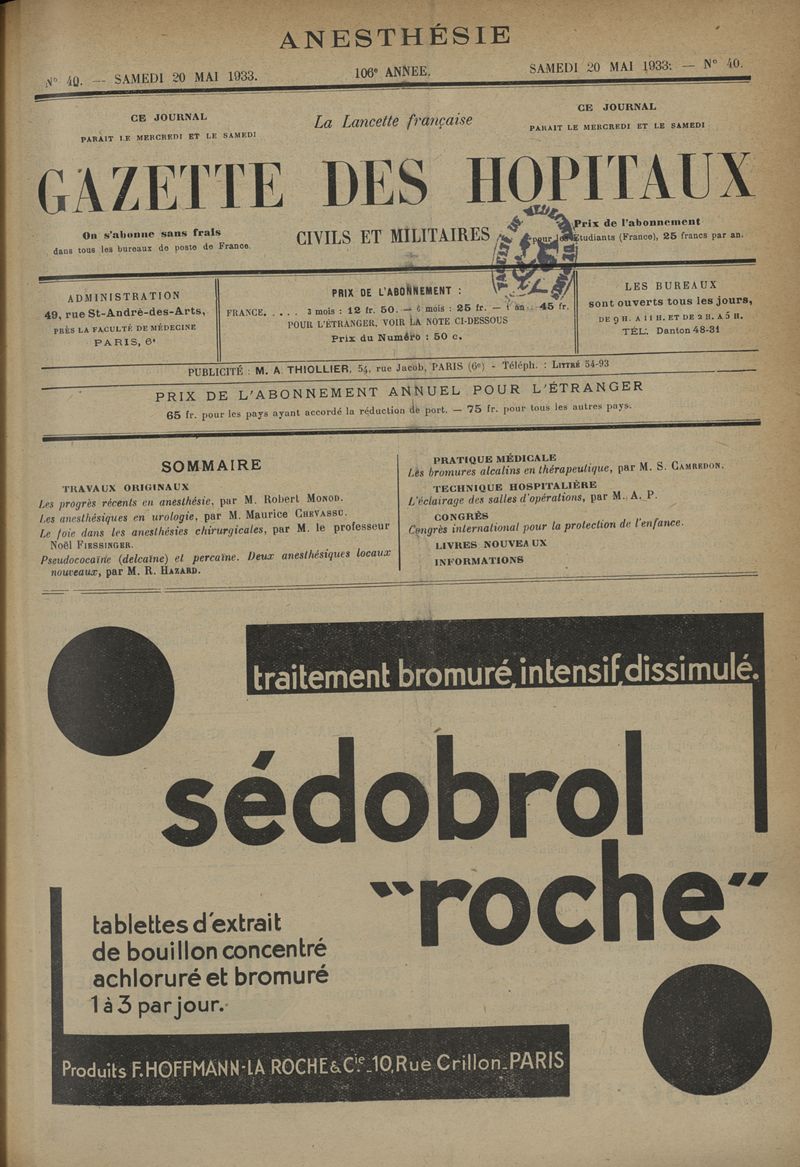 ANESTHÉSIE
N° 40. — SAMEDI 20 MAI 1933.
106e ANNEE.
SAMEDI 20 MAI 1933. — N° 40.
CE JOURNAL
PARAIT LE MERCREDI ET LE SAMEDI
La Lancette française
CE JOURNAL
PARAIT LE MERCREDI ET LE SAMEDI
GAZETTE DES HOPITAUX
On s'abonne sans frais
dans tous les bureaux de poste de France.
CIVILS ET MILITAIRES
Prix de l'abonnement
pour les Etudiants (France), 25 francs par an.
FACULTÉ DE MEDECINE
ADMINISTRATION
49, rue St-André-des-Arts,
PRÈS LA FACULTÉ DE MÉDECINE
PARIS, 6e
PRIX DE L'ABONNEMENT :
FRANCE. . . . . 3 mois : 12 fr. 50. — 6 mois : 25 fr. — 1 an 45 fr.
POUR L'ÉTRANGER, VOIR LA NOTE CI-DESSOUS
Prix du Numéro : 50 c.
LES BUREAUX
sont ouverts tous les jours,
DE 9 H. A 11 H. ET DE 2 H. A 5 H.
TÉL. Danton 48-31
PUBLICITÉ : M. A. THIOLLIER, 54, rue Jacob, PARIS (6e) - Téléph. : LITTRÉ 54-93
PRIX DE L'ABONNEMENT ANNUEL POUR L'ÉTRANGER
65 fr. pour les pays ayant accordé la réduction de port. — 75 fr. pour tous les autres pays.
SOMMAIRE
TRAVAUX ORIGINAUX
Les progrès récents en anesthésie, par M. Robert MONOD.
Les anesthésiques en urologie, par M. Maurice CHEVASSU.
Le foie dans les anesthésies chirurgicales, par M. le professeur
Noël FIESSINGER.
Pseudococaïne (delcaïne) et percaïne. Deux anesthésiques locaux
nouveaux, par M. R. HAZARD.
PRATIQUE MÉDICALE
Les bromures alcalins en thérapeutique, par M. S. CAMREDON.
TECHNIQUE HOSPITALIÈRE
L'éclairage des salles d'opérations, par M. A. P.
CONGRÈS
Congrès international pour la protection de l'enfance.
LIVRES NOUVEAUX
INFORMATIONS
traitement bromuré, intensif, dissimulé.
sédobrol
"roche"
tablettes d'extrait
de bouillon concentré
achloruré et bromuré
1 à 3 par jour.
Produits F. HOFFMANN-LA ROCHE & Cie_10, Rue Crillon_PARIS